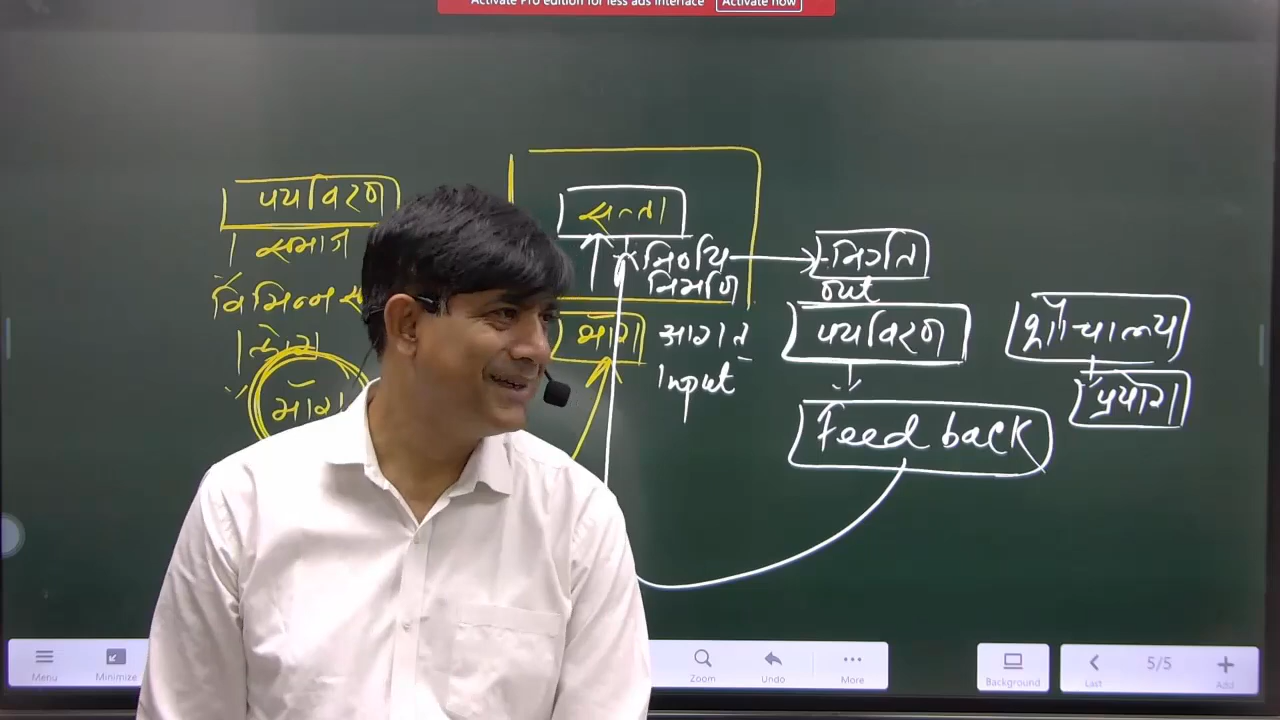 Activate Pro edition for less ads interface Activate now
पर्यावरण
समाज
विभिन्न
माँग
सत्ता
निर्णय
निर्माण
माँग
आगत
Input
निर्गत
out
पर्यावरण
Feed back
शौचालय
प्रयोग
Menu
Minimize
Zoom
Undo
More
Background
Last
5/5
Add